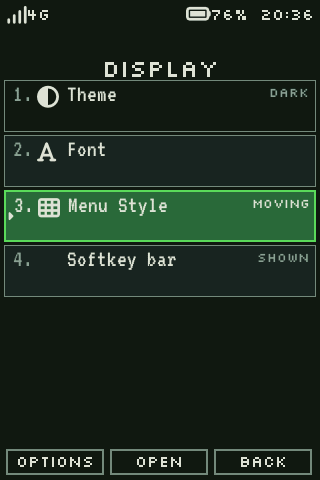 4G 76% 20:36
DISPLAY
1. Theme DARK
2. Font
3. Menu Style MOVING
4. Softkey bar SHOWN
OPTIONS OPEN BACK